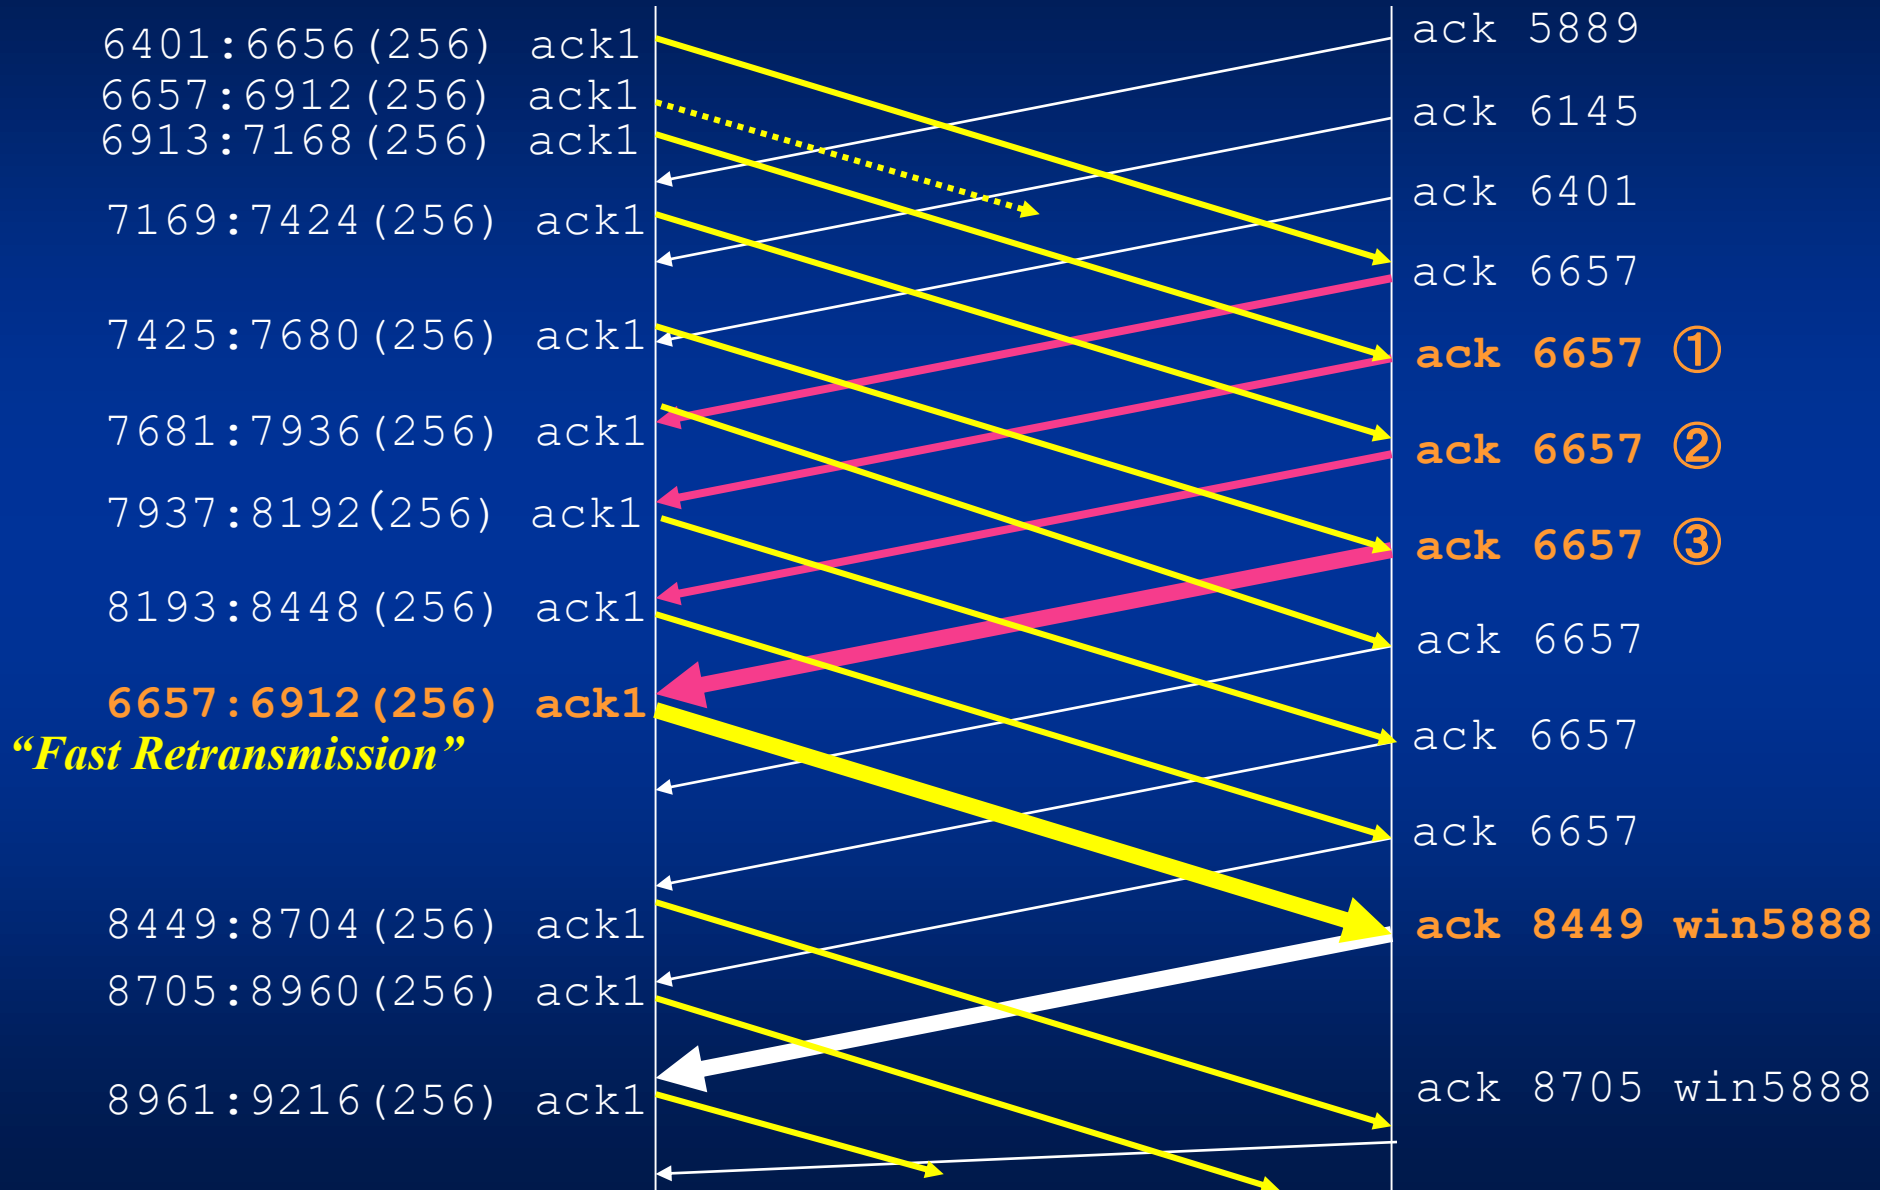 6401:6656(256) ack1
6657:6912(256) ack1
6913:7168(256) ack1
7169:7424(256) ack1
7425:7680(256) ack1
7681:7936(256) ack1
7937:8192(256) ack1
8193:8448(256) ack1
6657:6912(256) ack1
“Fast Retransmission”
8449:8704(256) ack1
8705:8960(256) ack1
8961:9216(256) ack1
ack 5889
ack 6145
ack 6401
ack 6657
ack 6657 ①
ack 6657 ②
ack 6657 ③
ack 6657
ack 6657
ack 6657
ack 8449 win5888
ack 8705 win5888